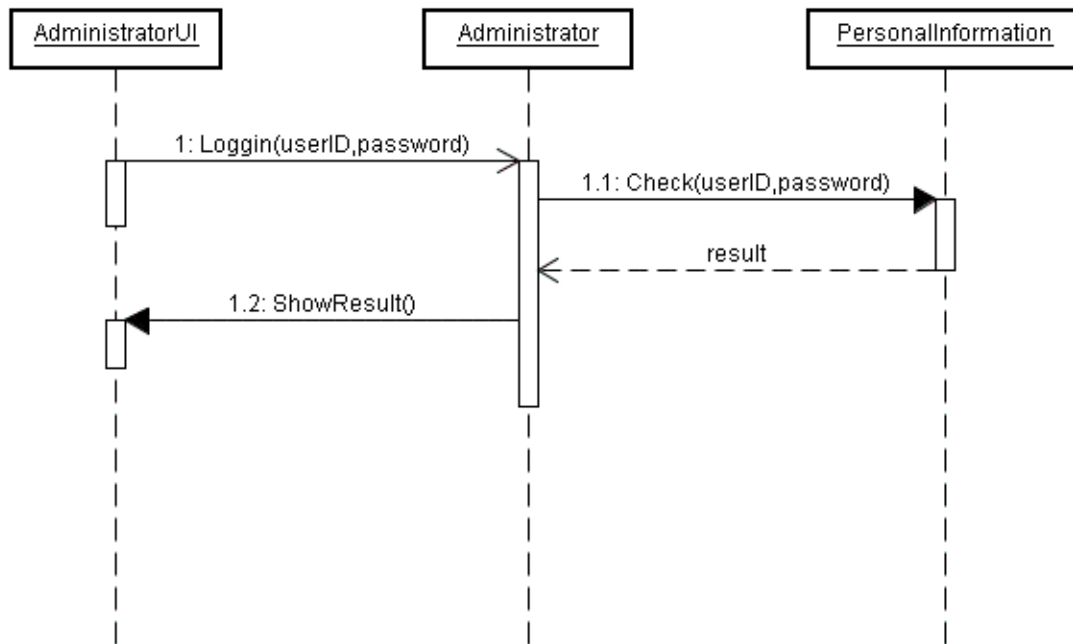 AdministratorUI
Administrator
PersonalInformation
1: Loggin(userID,password)
1.1: Check(userID,password)
result
1.2: ShowResult()